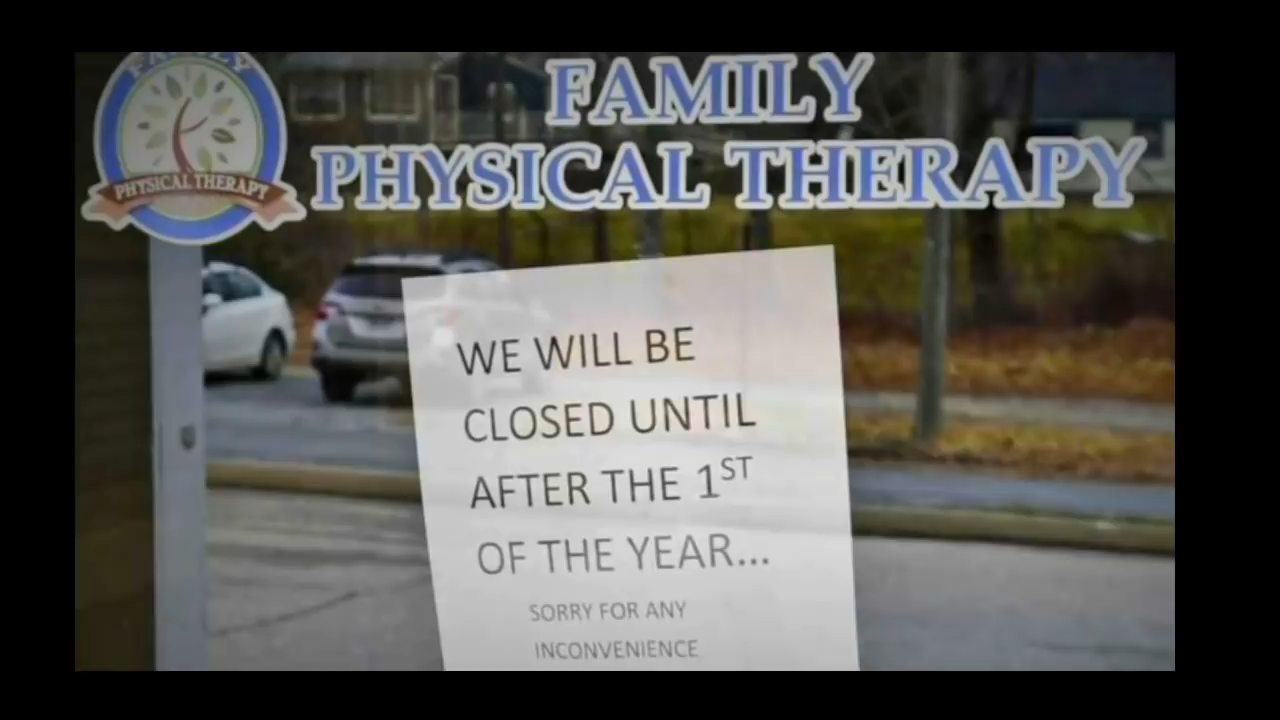 FAMILY
PHYSICAL THERAPY
FAMILY
PHYSICAL THERAPY
WE WILL BE
CLOSED UNTIL
AFTER THE 1ST
OF THE YEAR...
SORRY FOR ANY
INCONVENIENCE